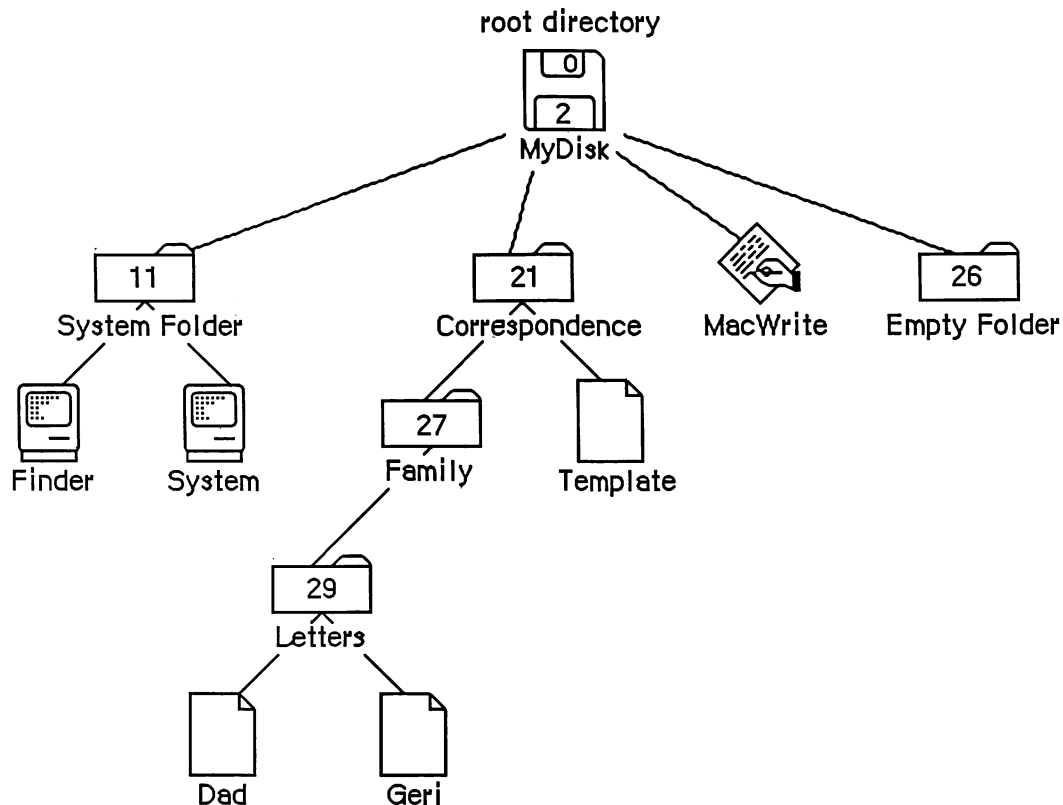 root directory
0
2
MyDisk
11
21
26
System Folder
Correspondence
MacWrite
Empty Folder
27
Finder
System
Family
Template
29
Letters
Dad
Geri